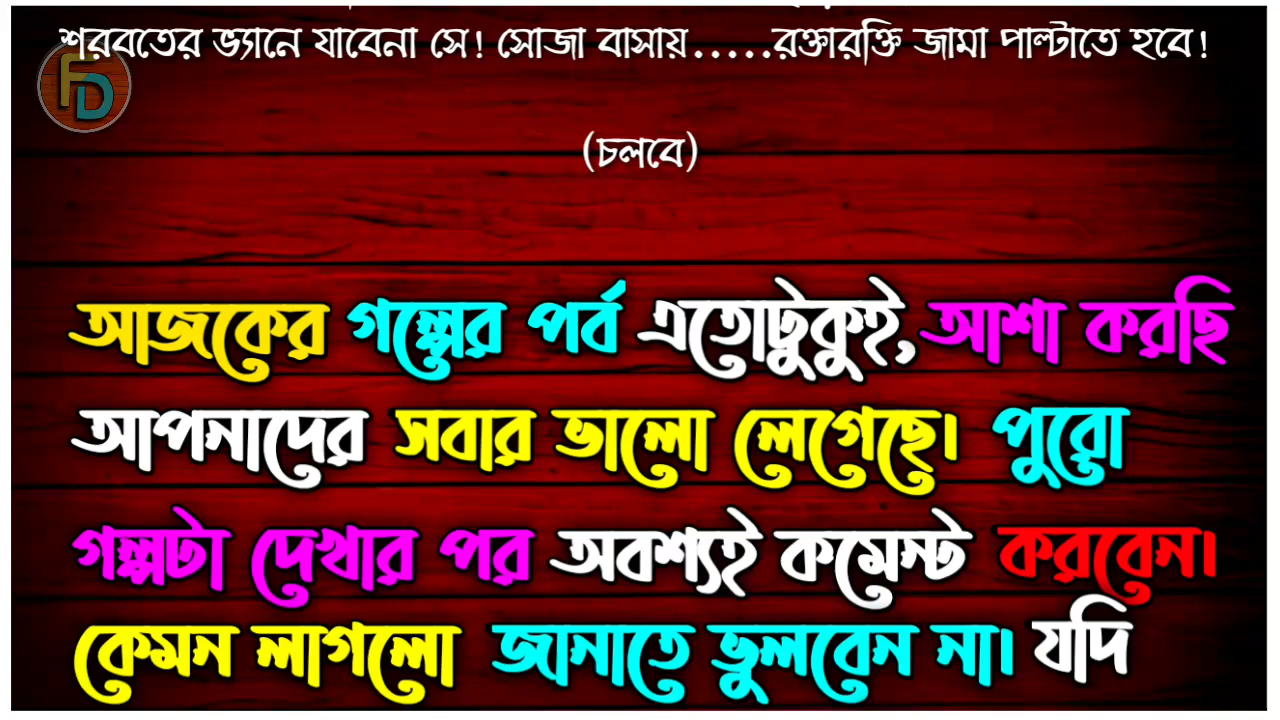 শরবতের ভ্যানে যাবেনা সে! সোজা বাসায়.....রক্তারক্তি জামা পাল্টাতে হবে!
FD
(চলবে)
আজকের গল্পের পর্ব এতোটুকুই, আশা করছি
আপনাদের সবার ভালো লেগেছে। পুরো
গল্পটা দেখার পর অবশ্যই কমেন্ট করবেন।
কেমন লাগলো জানাতে ভুলবেন না। যদি